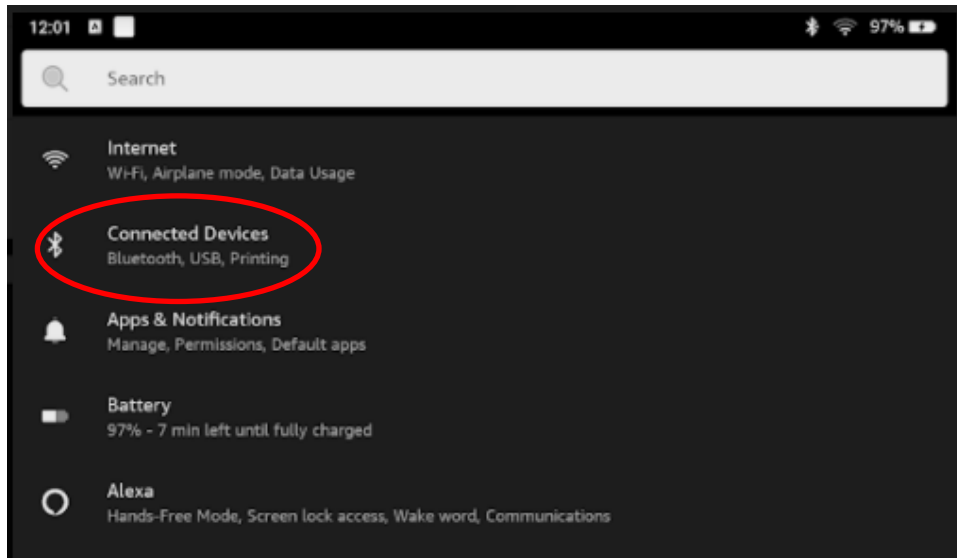 12:01 A 97%
Search
Internet
Wi-Fi, Airplane mode, Data Usage
Connected Devices
Bluetooth, USB, Printing
Apps & Notifications
Manage, Permissions, Default apps
Battery
97% - 7 min left until fully charged
Alexa
Hands-Free Mode, Screen lock access, Wake word, Communications